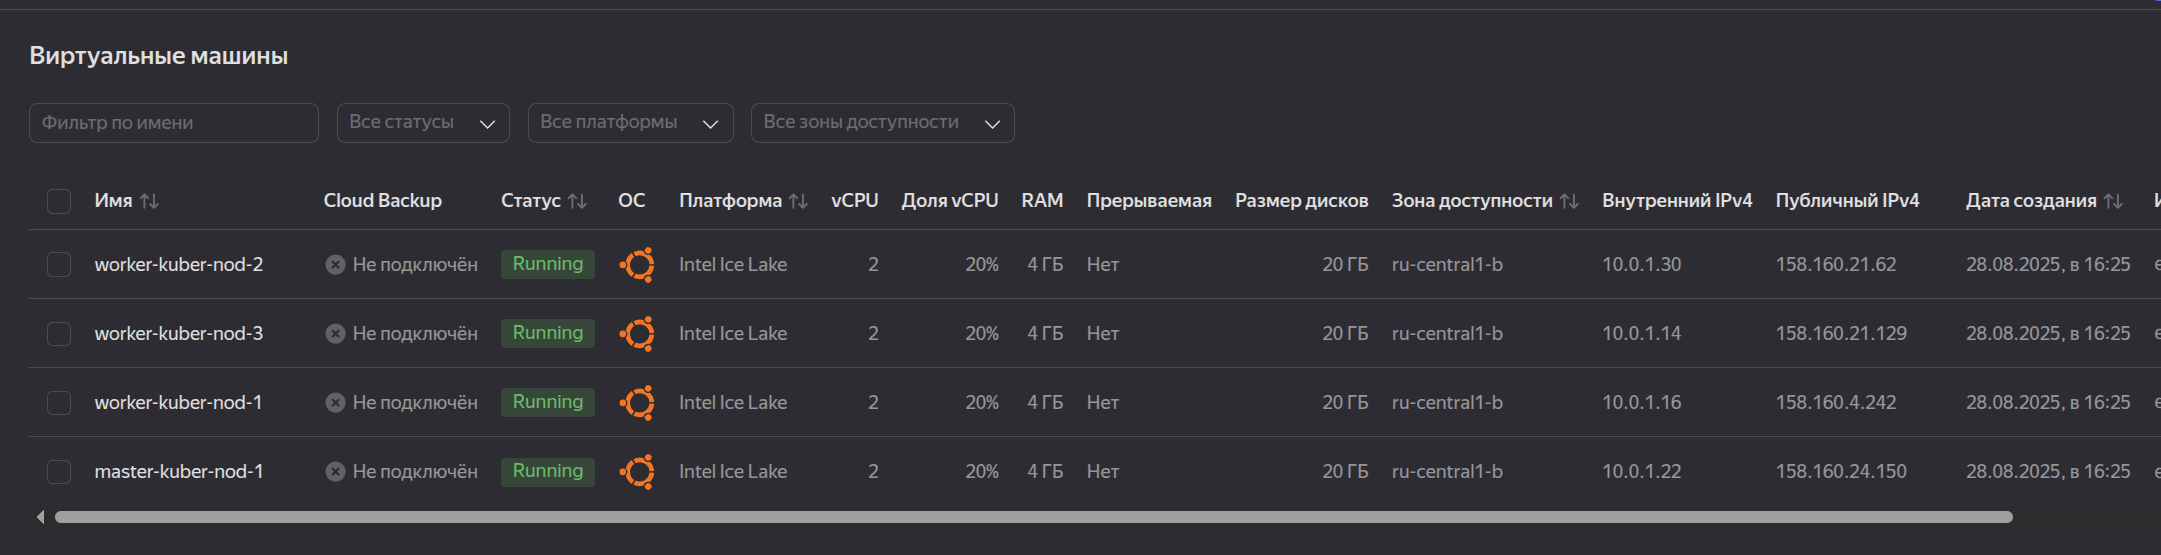 Виртуальные машины
Фильтр по имени Все статусы Все платформы Все зоны доступности
Имя Cloud Backup Статус ОС Платформа vCPU Доля vCPU RAM Прерываемая Размер дисков Зона доступности Внутренний IPv4 Публичный IPv4 Дата создания
worker-kuber-nod-2 Не подключён Running Intel Ice Lake 2 20% 4 ГБ Нет 20 ГБ ru-central1-b 10.0.1.30 158.160.21.62 28.08.2025, в 16:25
worker-kuber-nod-3 Не подключён Running Intel Ice Lake 2 20% 4 ГБ Нет 20 ГБ ru-central1-b 10.0.1.14 158.160.21.129 28.08.2025, в 16:25
worker-kuber-nod-1 Не подключён Running Intel Ice Lake 2 20% 4 ГБ Нет 20 ГБ ru-central1-b 10.0.1.16 158.160.4.242 28.08.2025, в 16:25
master-kuber-nod-1 Не подключён Running Intel Ice Lake 2 20% 4 ГБ Нет 20 ГБ ru-central1-b 10.0.1.22 158.160.24.150 28.08.2025, в 16:25